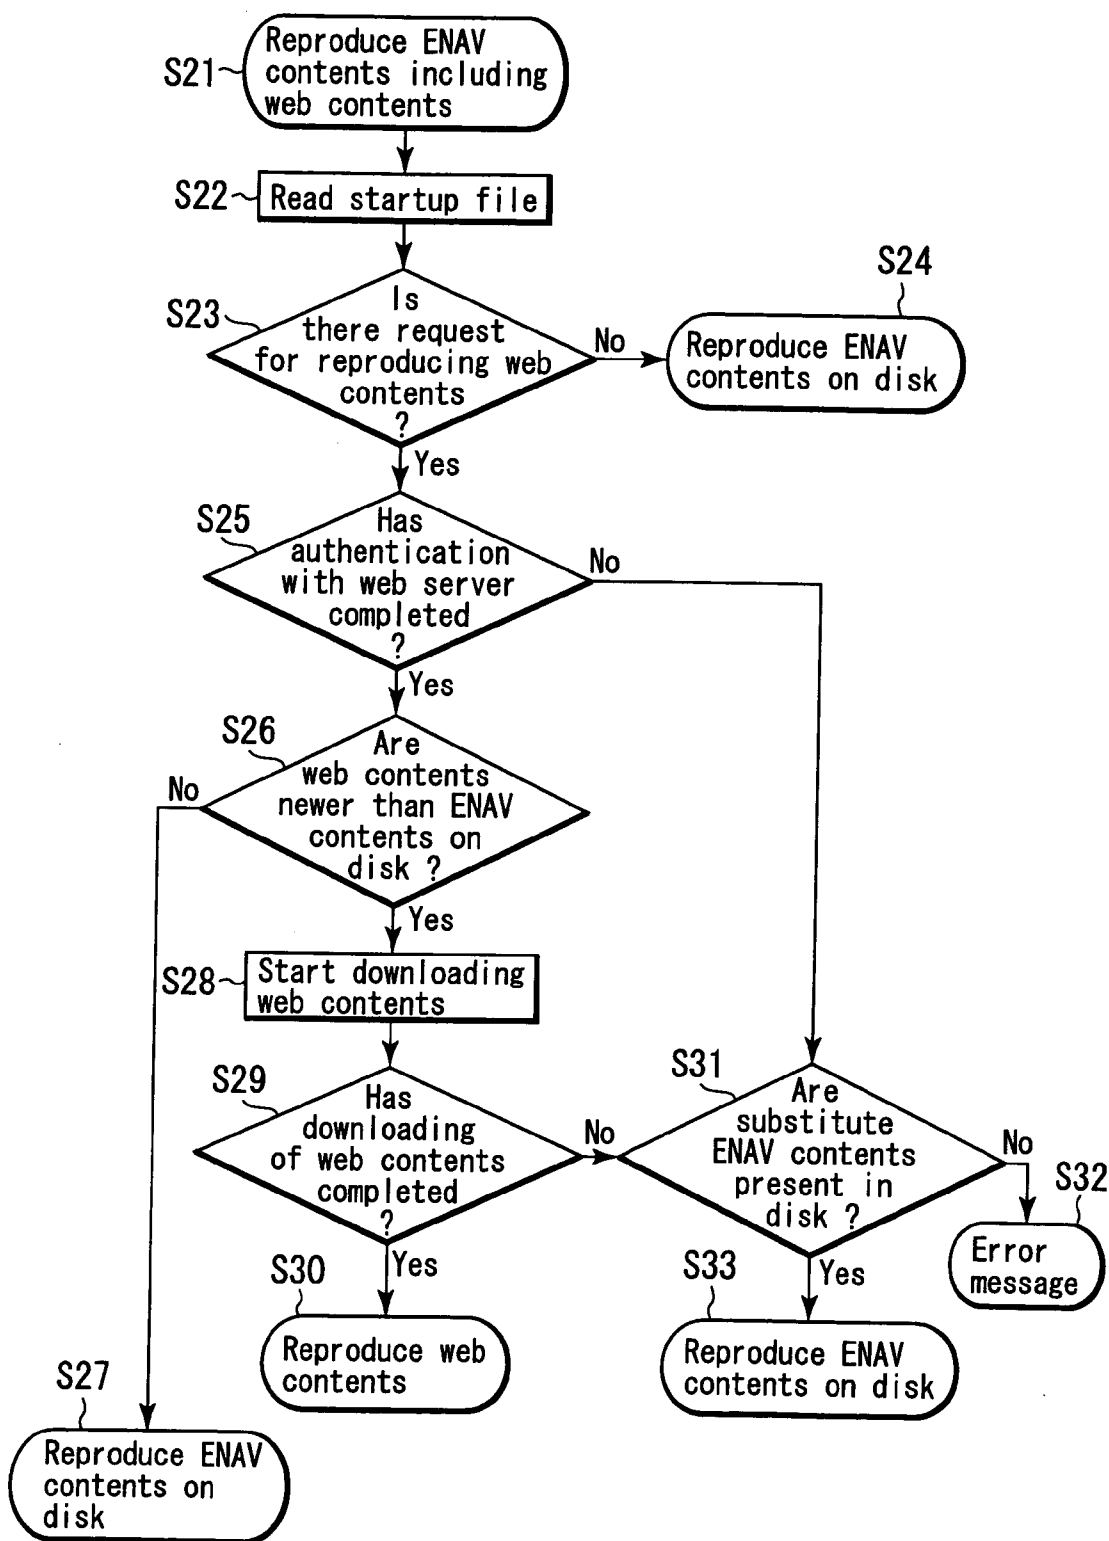 S21
Reproduce ENAV
contents including
web contents
S22
Read startup file
S23
Is
there request
for reproducing web
contents
?
No
S24
Reproduce ENAV
contents on disk
Yes
S25
Has
authentication
with web server
completed
?
No
Yes
S26
Are
web contents
newer than ENAV
contents on
disk ?
No
Yes
S28
Start downloading
web contents
S29
Has
downloading
of web contents
completed
?
No
S31
Are
substitute
ENAV contents
present in
disk ?
No
S32
Error
message
Yes
S30
Reproduce web
contents
Yes
S33
Reproduce ENAV
contents on disk
S27
Reproduce ENAV
contents on
disk